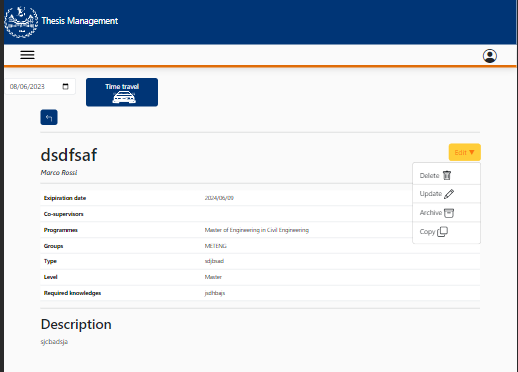 Thesis Management
08/06/2023
Time travel
dsdfsaf
Edit ▼
Marco Rossi
Delete
Update
Archive
Copy
Expiration date 2024/06/09
Co-supervisors
Programmes Master of Engineering in Civil Engineering
Groups METENG
Type sdjbsad
Level Master
Required knowledges jsdhbajs
Description
sjcbadsja